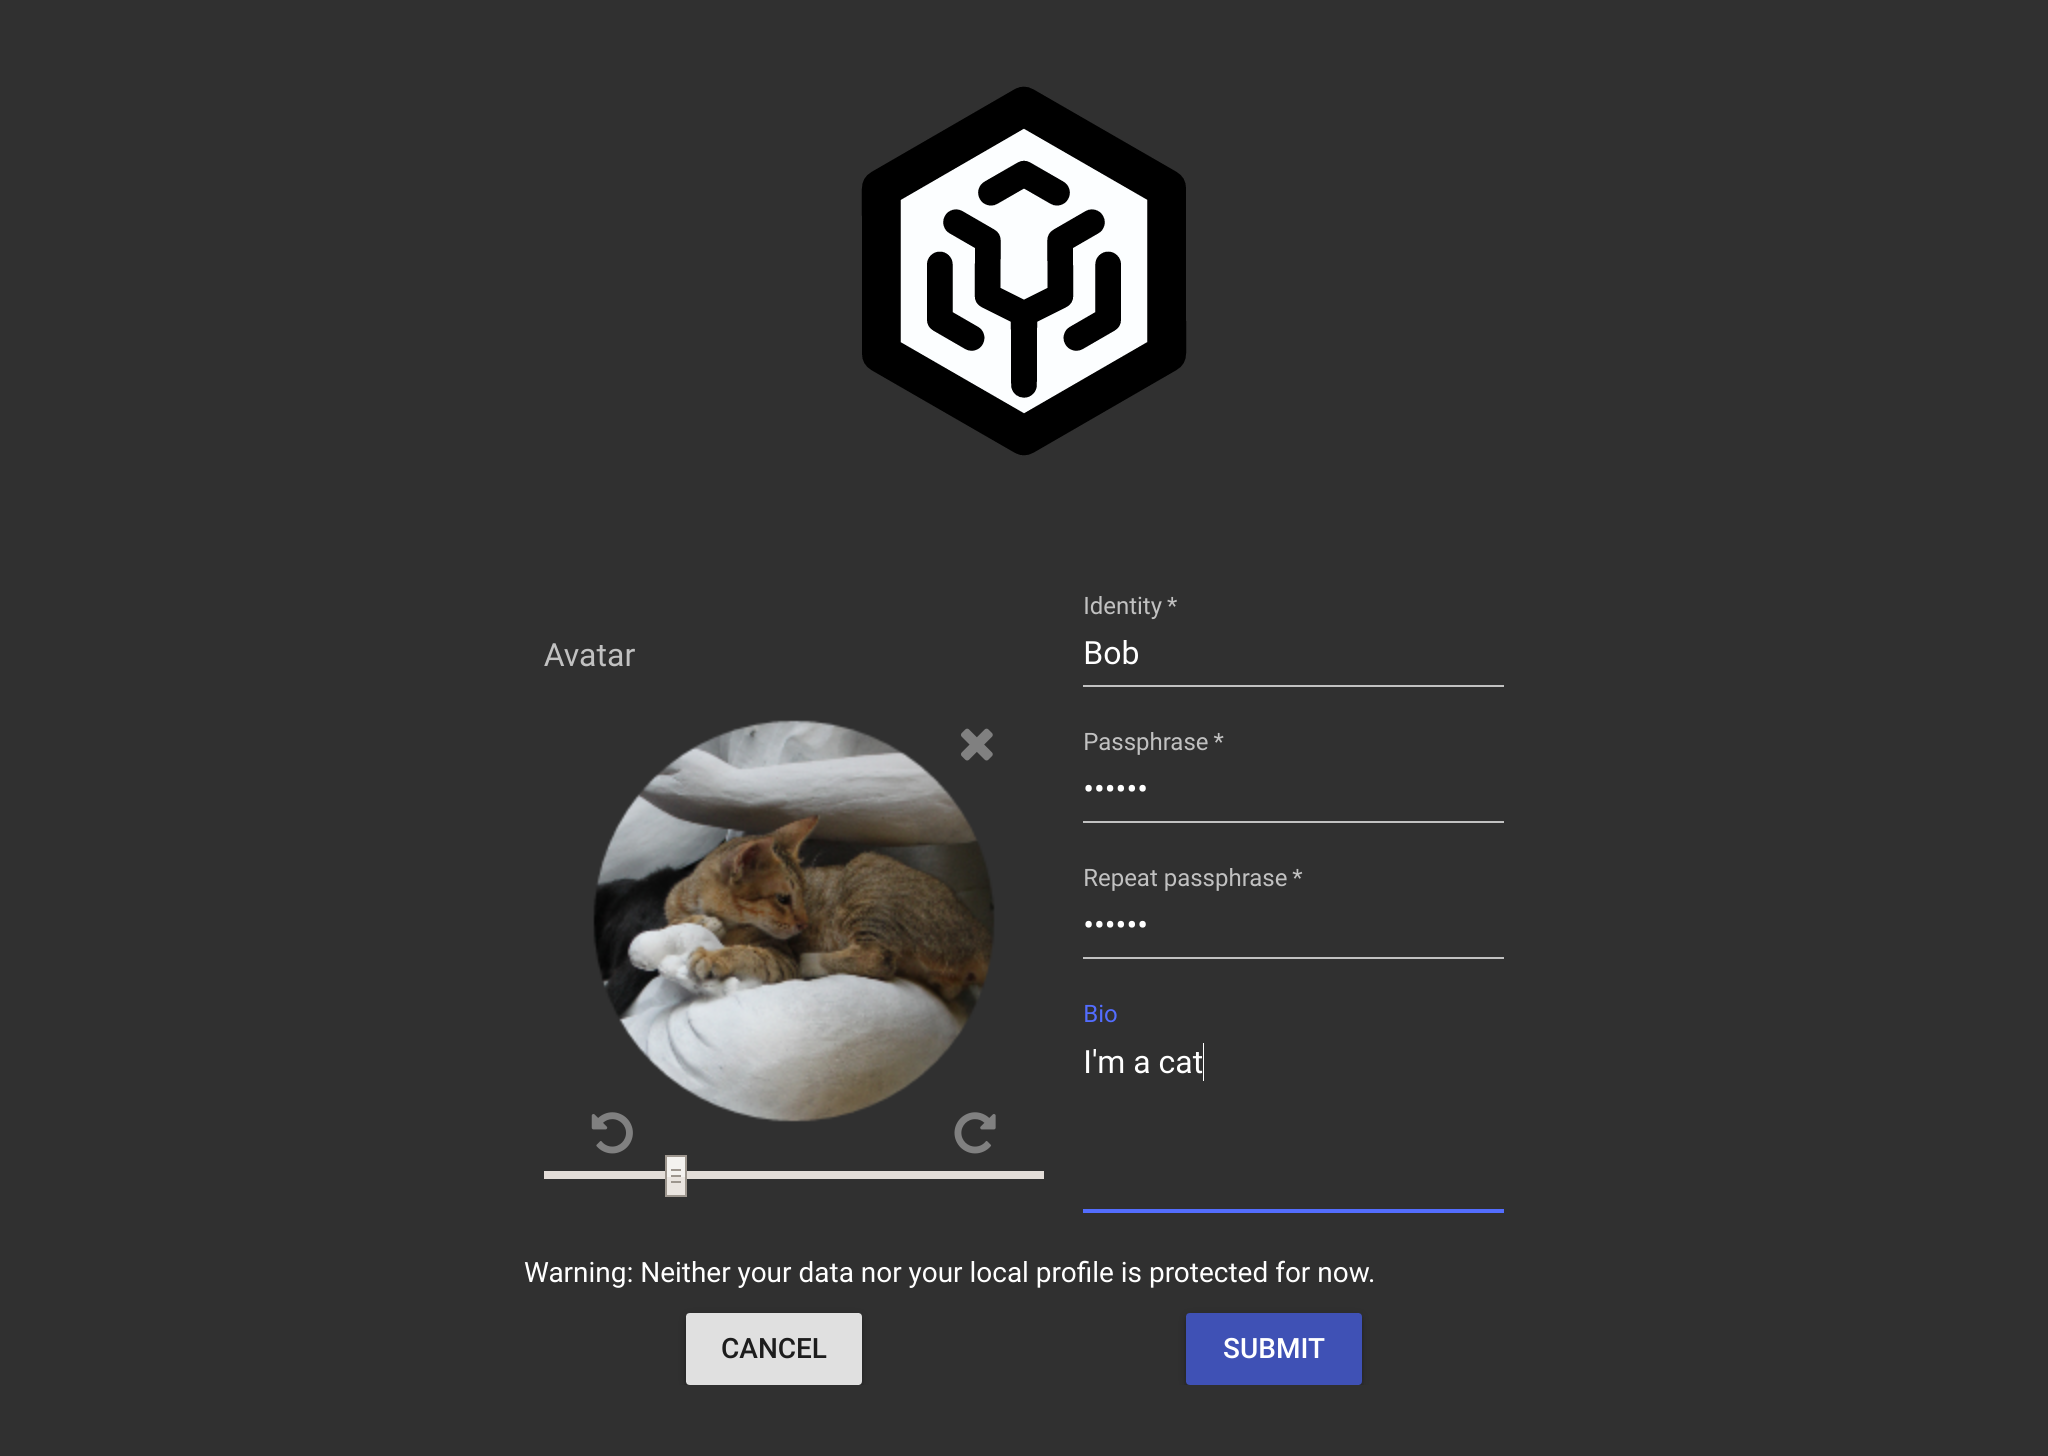 Avatar
Identity *
Bob
Passphrase *
••••••
Repeat passphrase *
••••••
Bio
I'm a cat
Warning: Neither your data nor your local profile is protected for now.
CANCEL
SUBMIT